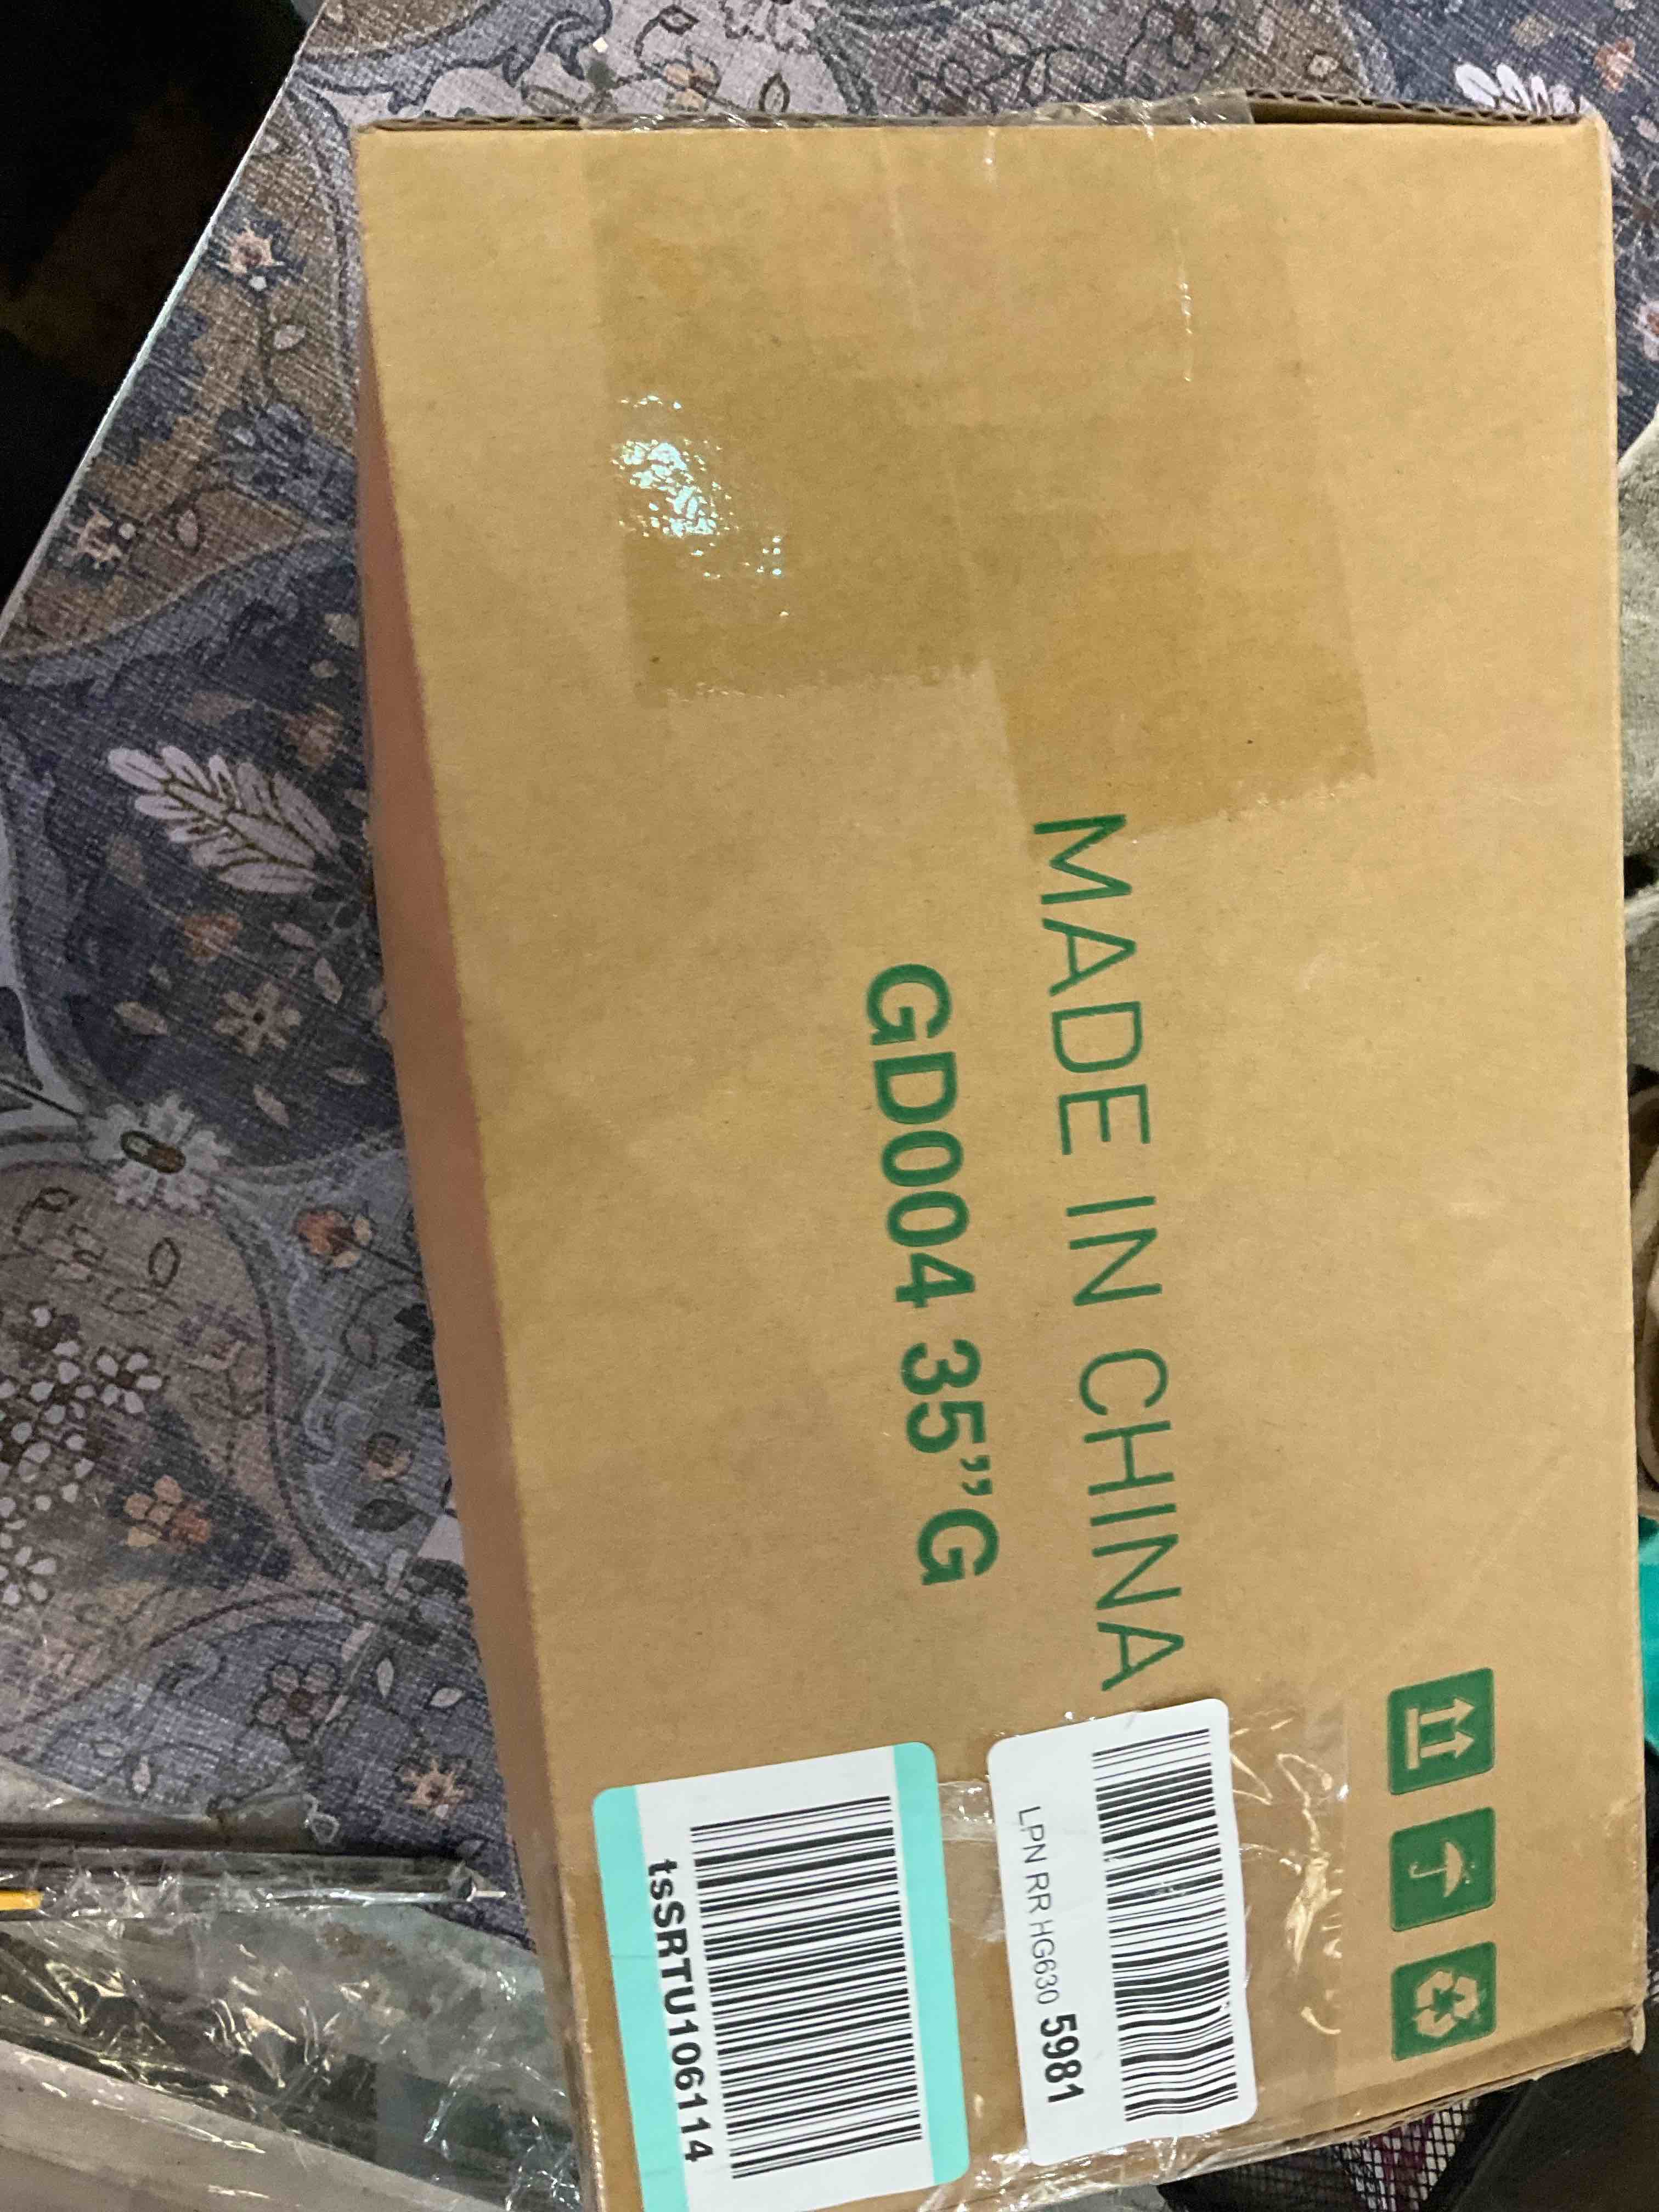 MADE IN CHINA
GD004 35”G
LPN RR HG630 5981
tsSRTU106114